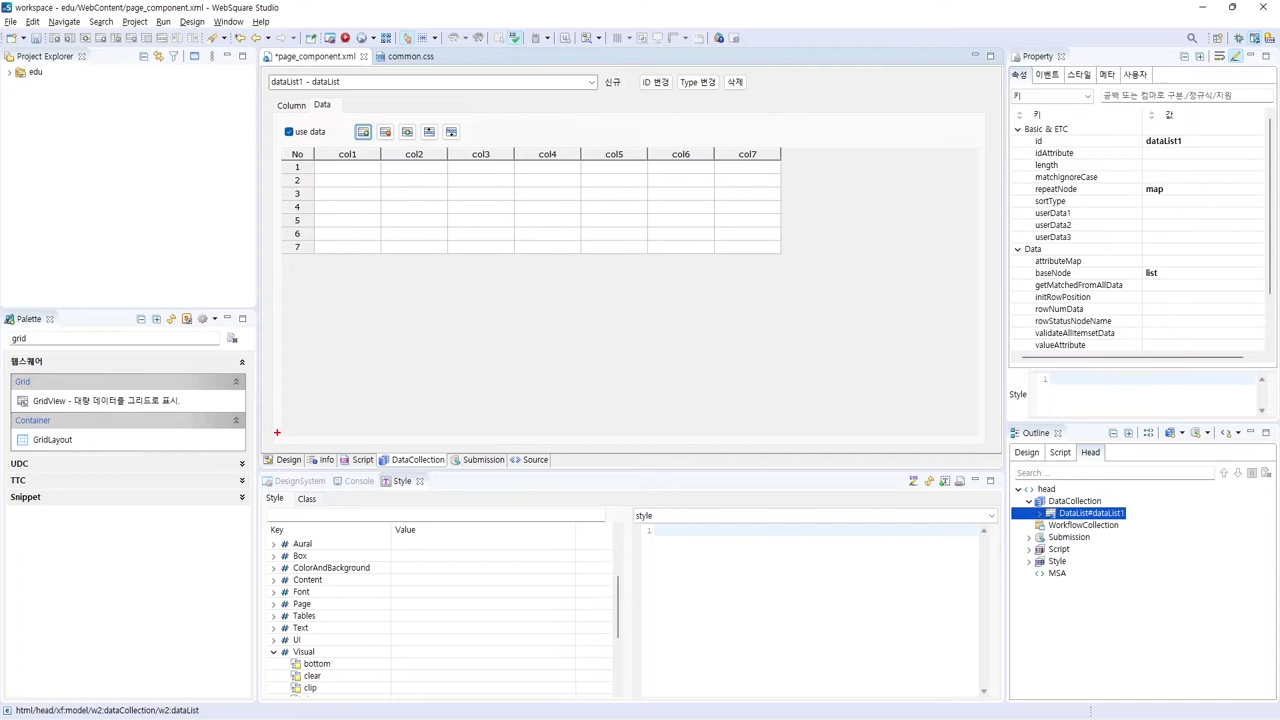 workspace - edu/WebContent/page_component.xml - WebSquare Studio
File Edit Navigate Search Project Run Design Window Help
Project Explorer
edu
Palette
grid
웹스퀘어
Grid
GridView - 대량 데이터를 그리드로 표시.
Container
GridLayout
UDC
TTC
Snippet
*page_component.xml common.css
dataList1 - dataList 신규 ID 변경 Type 변경 삭제
Column Data
use data
No col1 col2 col3 col4 col5 col6 col7
1
2
3
4
5
6
7
Design Info Script DataCollection Submission Source
DesignSystem Console Style
Style Class
style
Key Value
1
Aural
Box
ColorAndBackground
Content
Font
Page
Tables
Text
UI
Visual
bottom
clear
clip
Property
속성 이벤트 스타일 메타 사용자
키 공백 또는 컴마로 구분./정규식/지원
키 값
Basic & ETC
id dataList1
idAttribute
length
matchIgnoreCase
repeatNode map
sortType
userData1
userData2
userData3
Data
attributeMap
baseNode list
getMatchedFromAllData
initRowPosition
rowNumData
rowStatusNodeName
validateAllItemsetData
valueAttribute
Style 1
Outline
Design Script Head
Search ...
head
DataCollection
DataList#dataList1
WorkflowCollection
Submission
Script
Style
MSA
html/head/xf:model/w2:dataCollection/w2:dataList